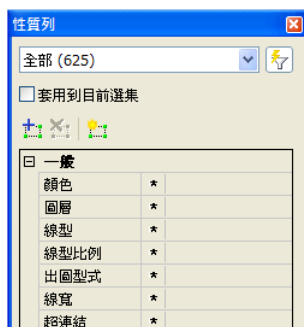 性質列
全部 (625)
套用到目前選集
一般
顏色 *
圖層 *
線型 *
線型比例 *
出圖型式 *
線寬 *
超連結 *